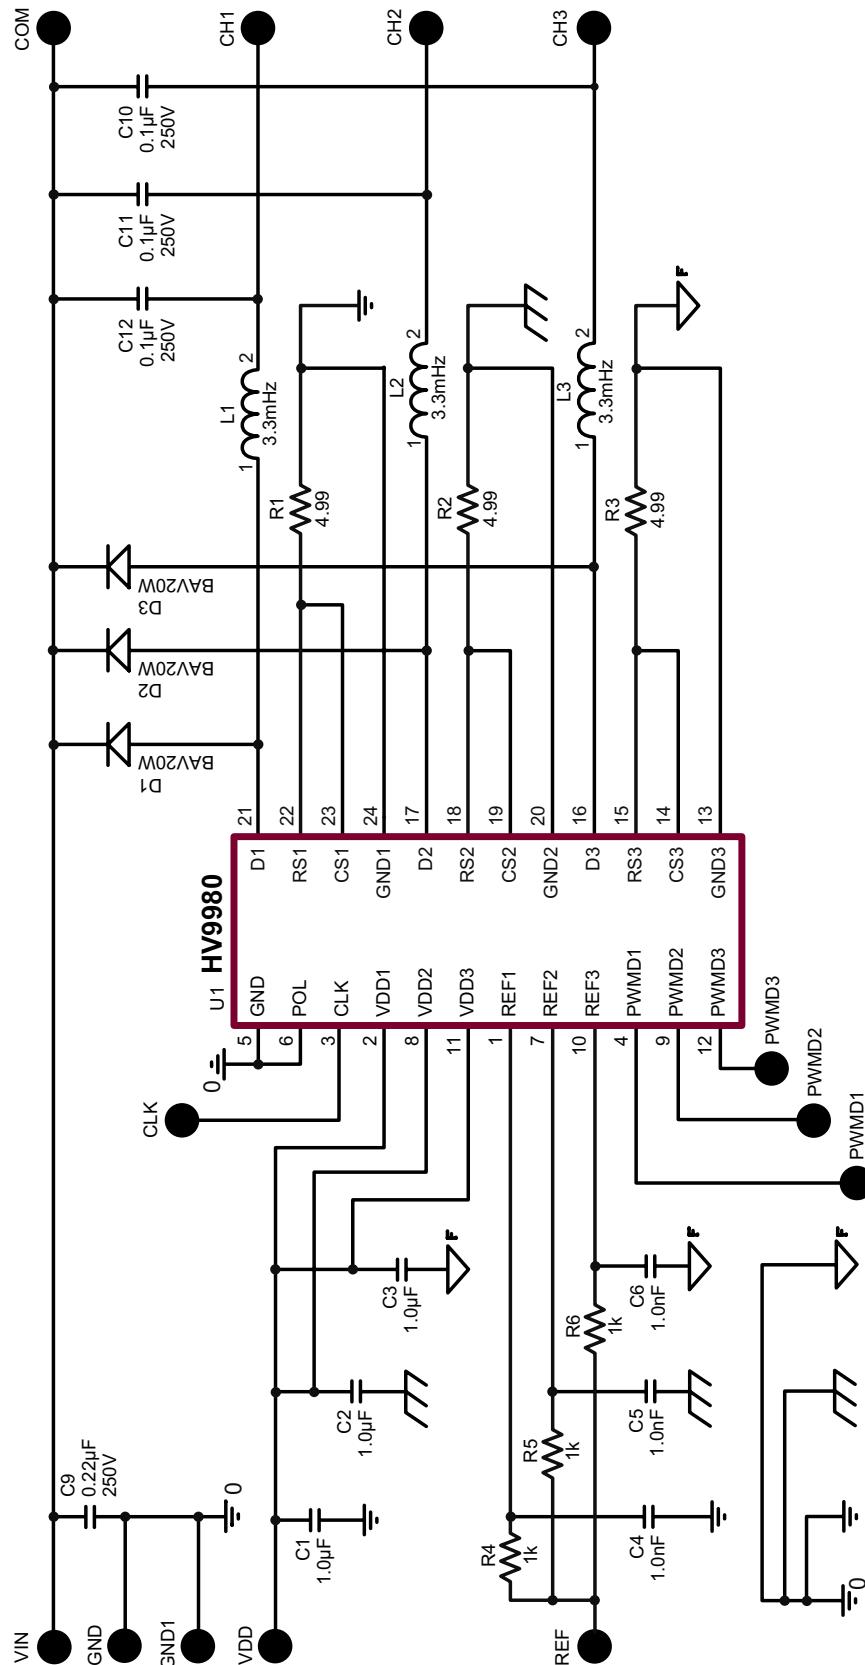 COM
CH1
CH2
CH3
C10
0.1µF
250V
C11
0.1µF
250V
C12
0.1µF
250V
F
2
L1
3.3mHz
1
2
L2
3.3mHz
1
2
L3
3.3mHz
1
R1
4.99
R2
4.99
R3
4.99
BAV20W
D3
BAV20W
D2
BAV20W
D1
21
22
23
24
17
18
19
20
16
15
14
13
D1
RS1
CS1
GND1
D2
RS2
CS2
GND2
D3
RS3
CS3
GND3
HV9980
U1
GND
POL
CLK
VDD1
VDD2
VDD3
REF1
REF2
REF3
PWMD1
PWMD2
PWMD3
5
6
3
2
8
11
1
7
10
4
9
12
0
CLK
PWMD3
PWMD2
PWMD1
C3
1.0µF
F
C6
1.0nF
F
F
R6
1k
C2
1.0µF
C5
1.0nF
R5
1k
C9
0.22µF
250V
0
C1
1.0µF
R4
1k
C4
1.0nF
0
VIN
GND
GND1
VDD
REF